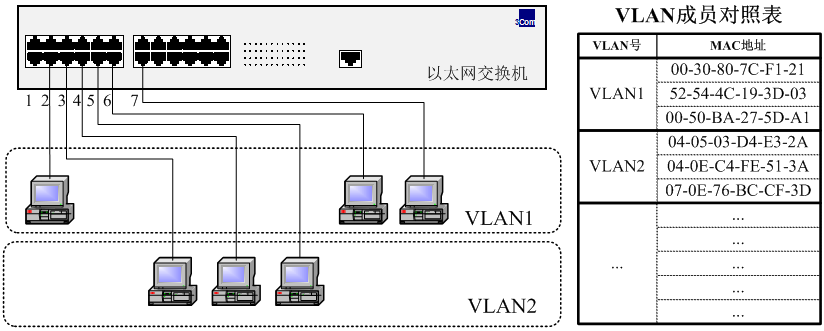 3Com
以太网交换机
1 2 3 4 5 6 7
VLAN1
VLAN2
VLAN成员对照表
VLAN号 MAC地址
VLAN1 00-30-80-7C-F1-21
52-54-4C-19-3D-03
00-50-BA-27-5D-A1
VLAN2 04-05-03-D4-E3-2A
04-0E-C4-FE-51-3A
07-0E-76-BC-CF-3D
... ...
...
...
...
...